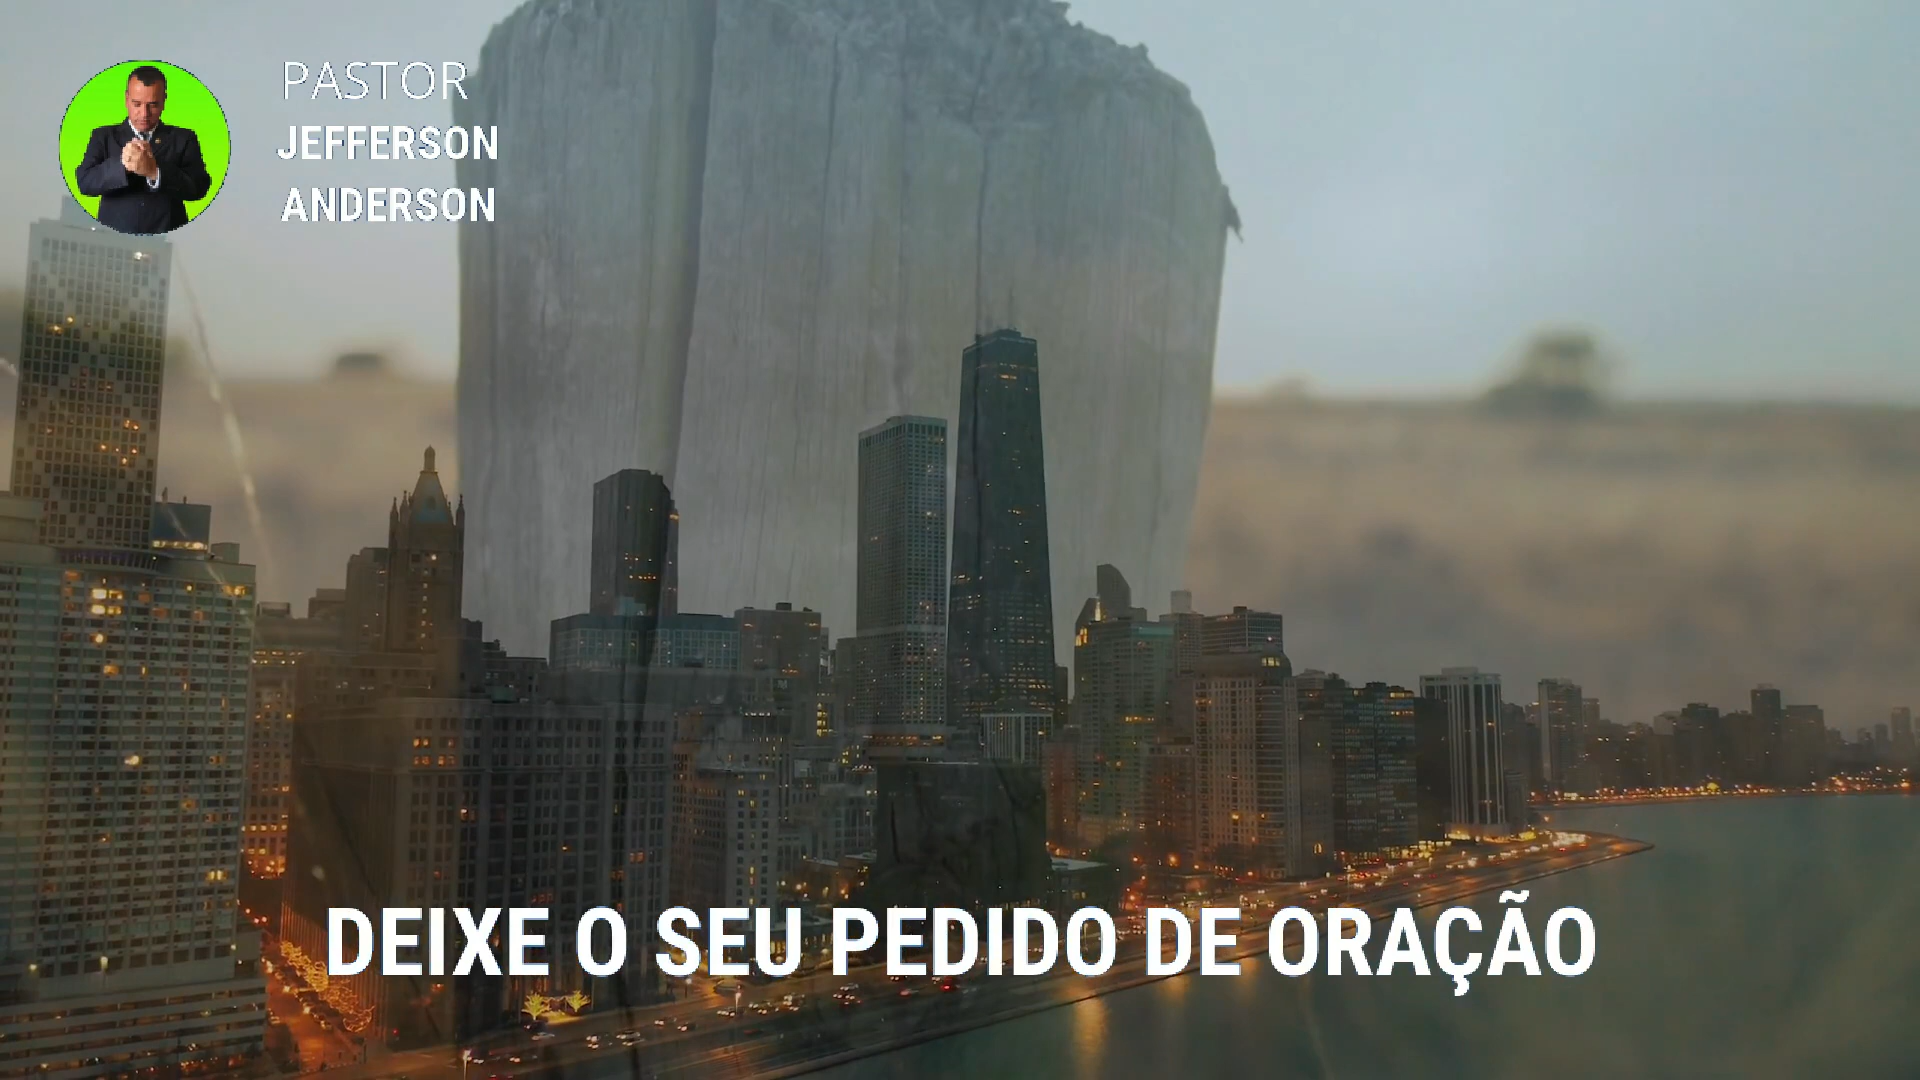 PASTOR
JEFFERSON
ANDERSON
DEIXE O SEU PEDIDO DE ORAÇÃO